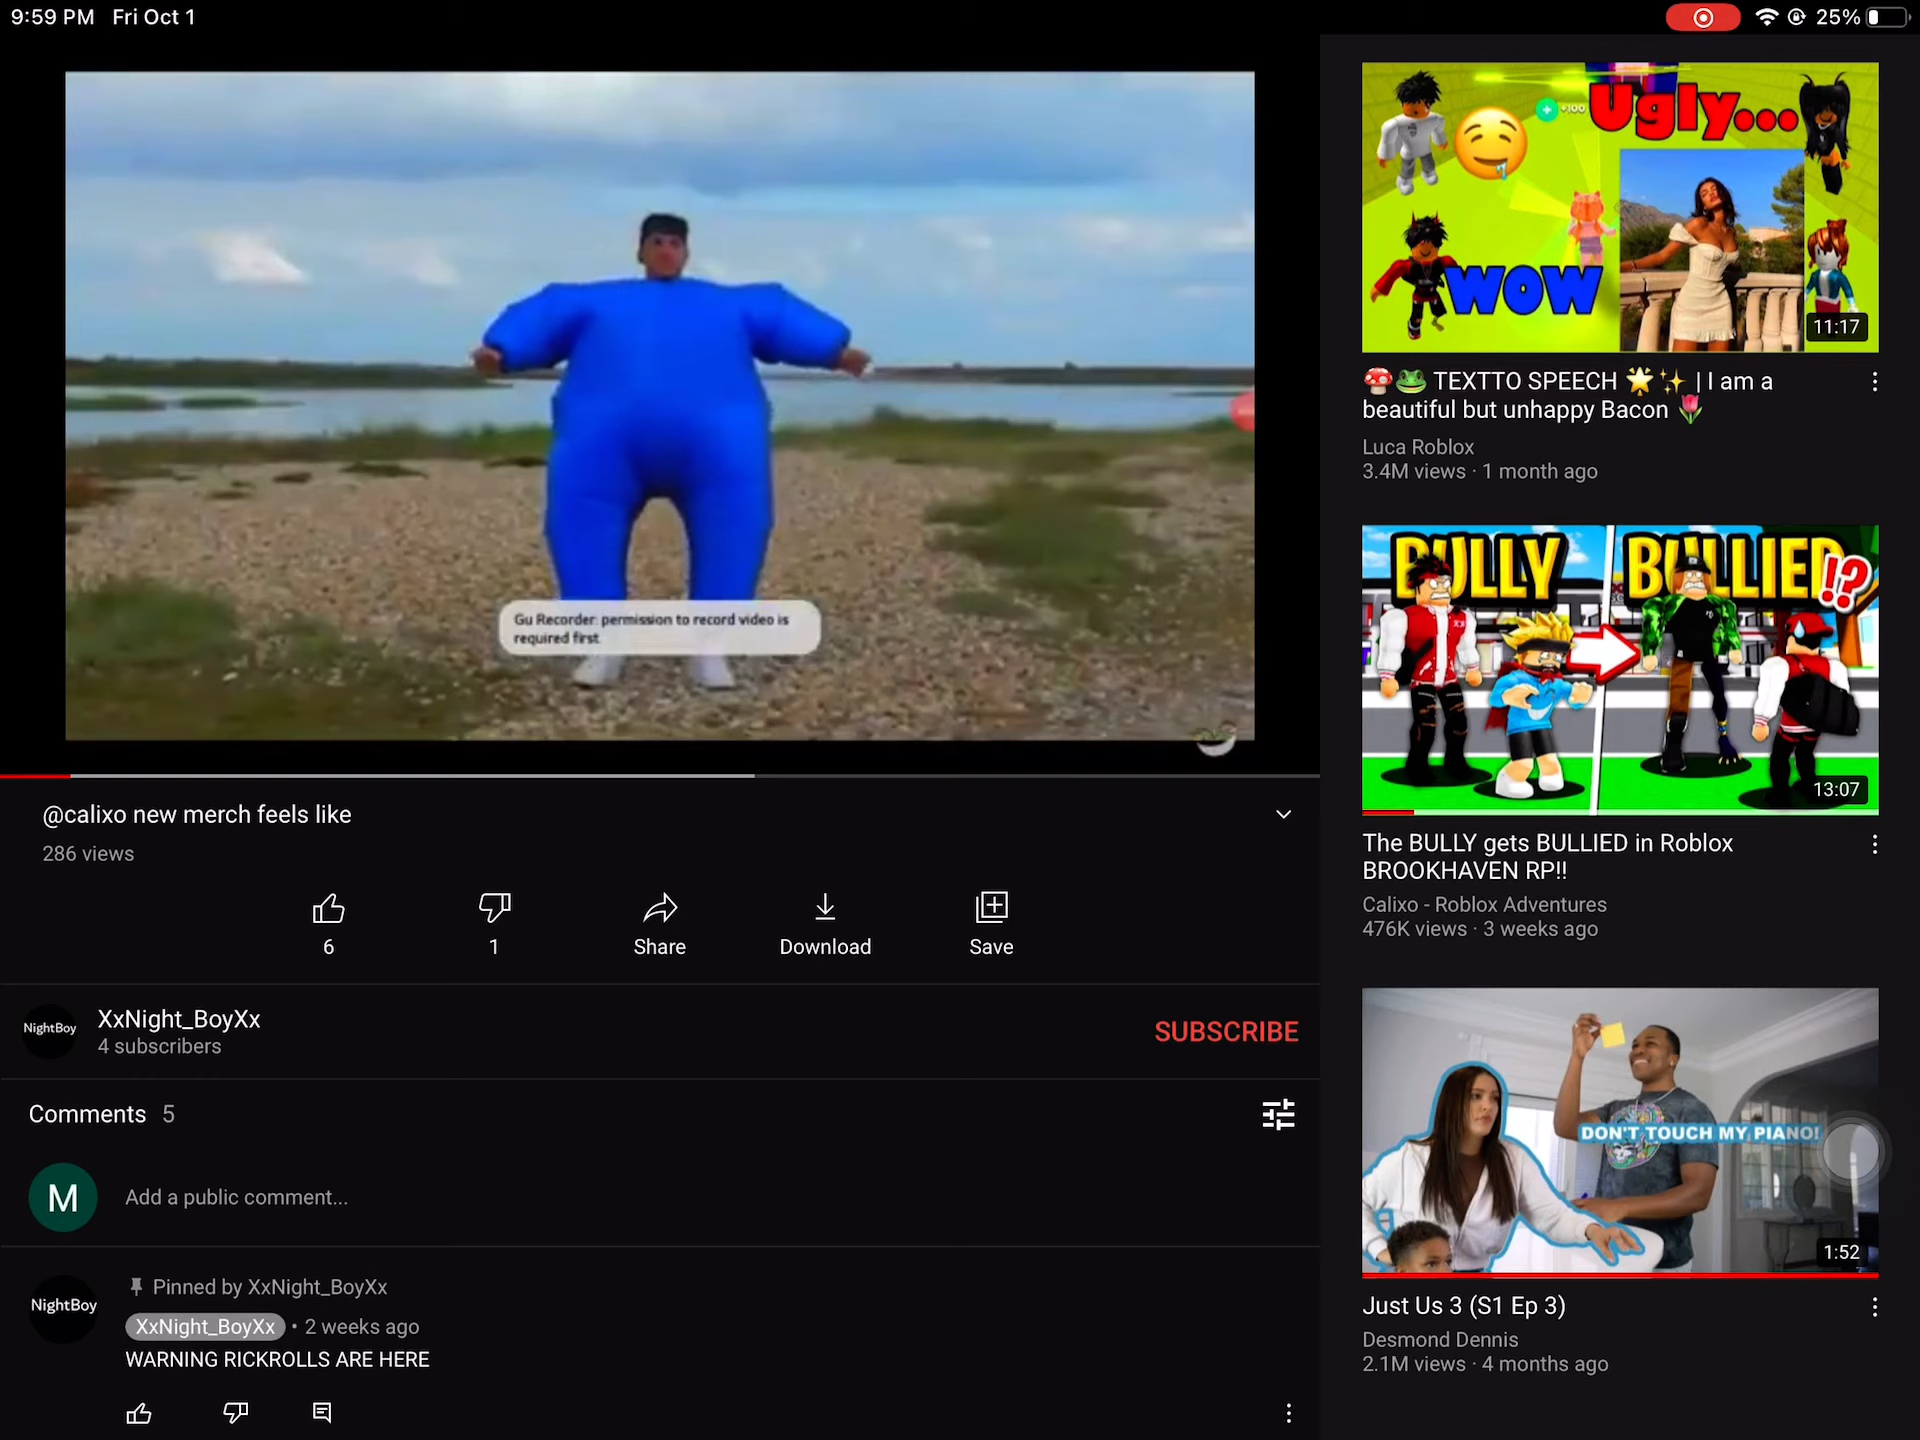 9:59 PM Fri Oct 1
25%
Gu Recorder: permission to record video is
required first
@calixo new merch feels like
286 views
6
1
Share
Download
Save
NightBoy
XxNight_BoyXx
4 subscribers
SUBSCRIBE
Comments 5
M
Add a public comment...
NightBoy
Pinned by XxNight_BoyXx
XxNight_BoyXx • 2 weeks ago
WARNING RICKROLLS ARE HERE
+100
Ugly...
WOW
11:17
🍄🐸 TEXTTO SPEECH 🌟✨ | I am a
beautiful but unhappy Bacon 🌷
Luca Roblox
3.4M views · 1 month ago
BULLY
BULLIED!?
13:07
The BULLY gets BULLIED in Roblox
BROOKHAVEN RP!!
Calixo - Roblox Adventures
476K views · 3 weeks ago
DON'T TOUCH MY PIANO!
1:52
Just Us 3 (S1 Ep 3)
Desmond Dennis
2.1M views · 4 months ago